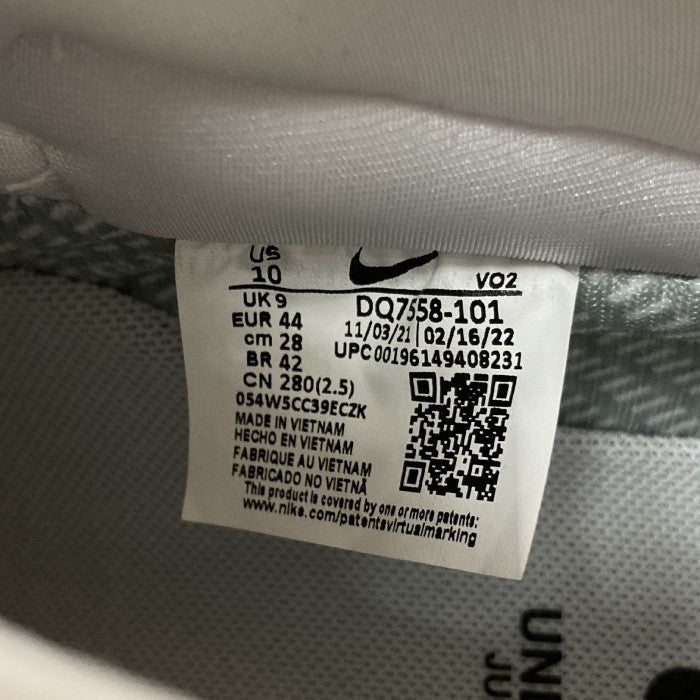 US
10
VO2
UK 9
DQ7558-101
EUR 44
11/03/21 | 02/16/22
cm 28
UPC 00196149408231
BR 42
CN 280(2.5)
054W5CC39ECZK
MADE IN VIETNAM
HECHO EN VIETNAM
FABRIQUE AU VIETNAM
FABRICADO NO VIETNÃ
This product is covered by one or more patents:
www.nike.com/patentsvirtualmarking